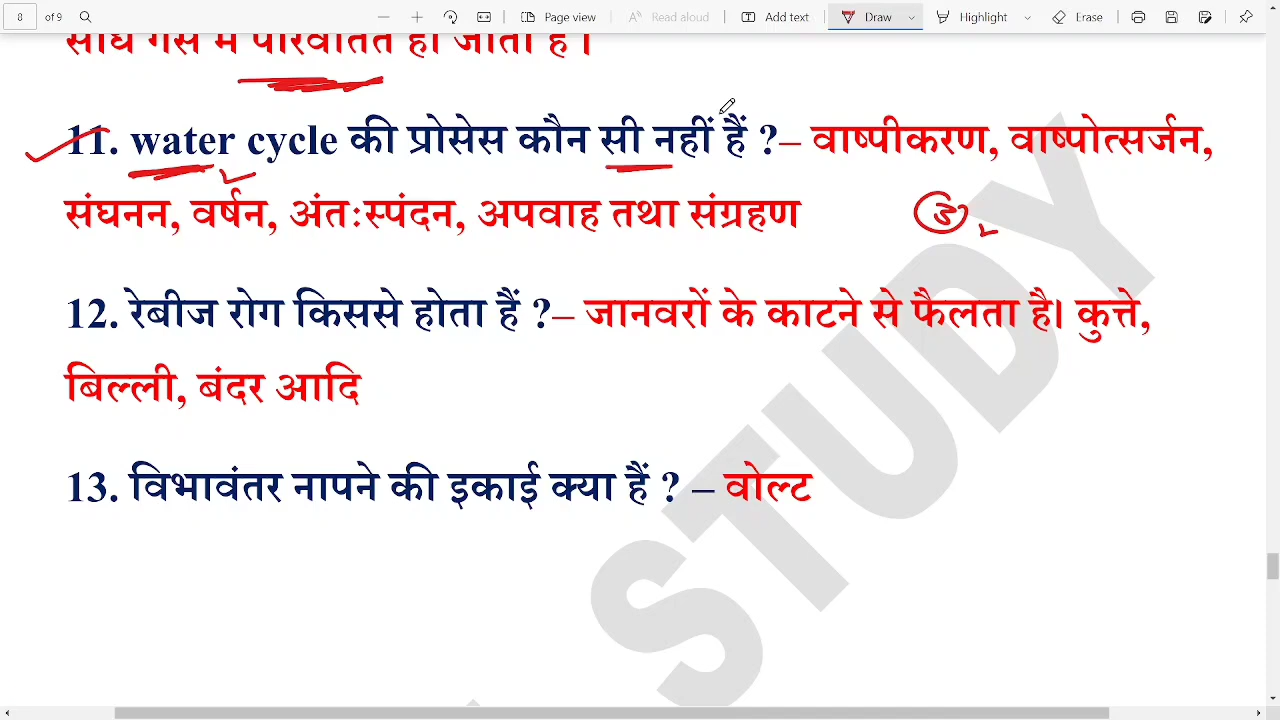 8 of 9 Page view Read aloud Add text Draw Highlight Erase
सीधे गैस में परिवर्तित हो जाता है।
11. water cycle की प्रोसेस कौन सी नहीं हैं ?– वाष्पीकरण, वाष्पोत्सर्जन,
संघनन, वर्षन, अंतःस्पंदन, अपवाह तथा संग्रहण ड
12. रेबीज रोग किससे होता हैं ?– जानवरों के काटने से फैलता है। कुत्ते,
बिल्ली, बंदर आदि
13. विभावंतर नापने की इकाई क्या हैं ? – वोल्ट
STUDY